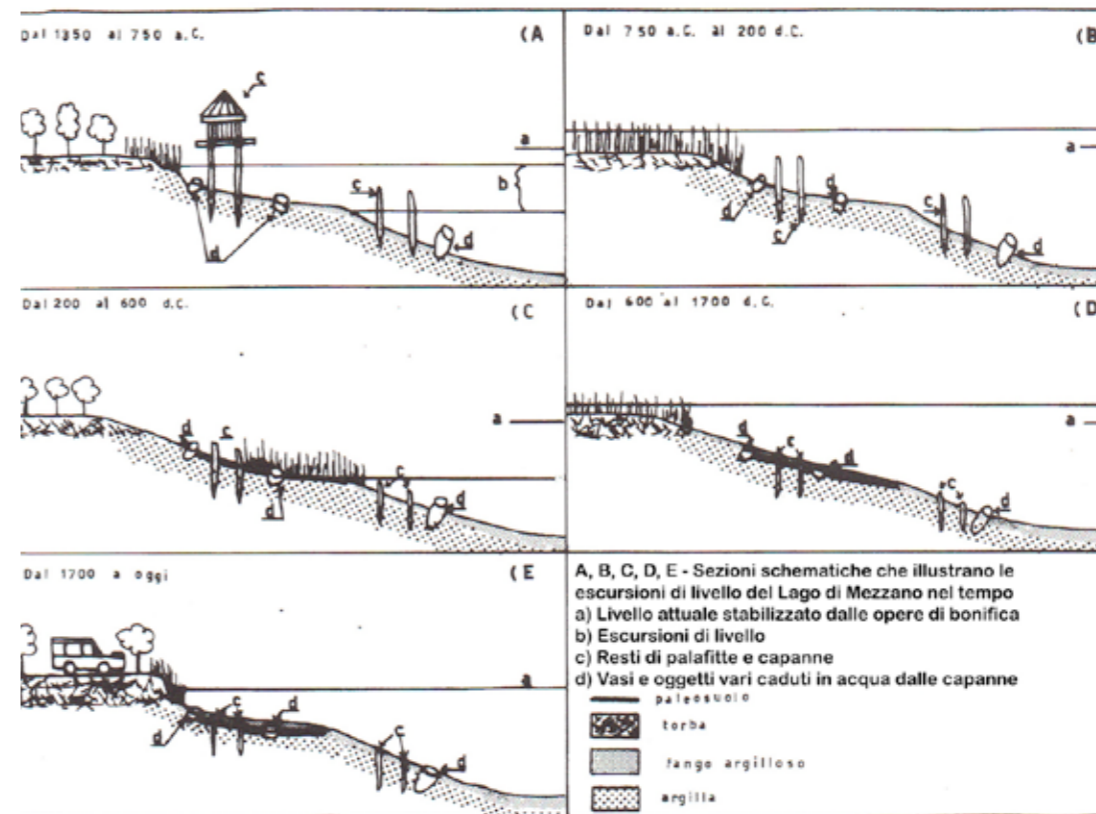 Dal 1350 al 750 a.C.
(A
c
a
b
c
d
d
Dal 750 a.C. al 200 d.C.
(B
a
d
d
c
c
d
Dal 200 al 600 d.C.
(C
a
d
c
c
d
d
Dal 600 al 1700 d.C.
(D
a
d
c
d
c
d
Dal 1700 a oggi
(E
a
c
d
c
d
d
A, B, C, D, E - Sezioni schematiche che illustrano le
escursioni di livello del Lago di Mezzano nel tempo
a) Livello attuale stabilizzato dalle opere di bonifica
b) Escursioni di livello
c) Resti di palafitte e capanne
d) Vasi e oggetti vari caduti in acqua dalle capanne
paleosuolo
torba
fango argilloso
argilla